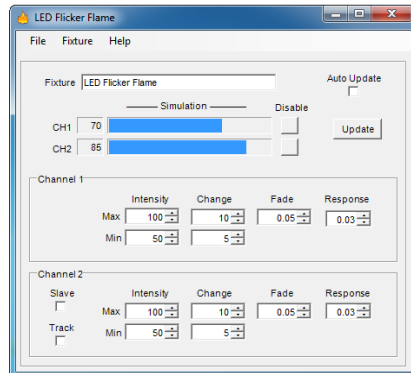 LED Flicker Flame
File Fixture Help
Fixture LED Flicker Flame Auto Update
Simulation Disable
CH1 70 Update
CH2 85
Channel 1
Intensity Change Fade Response
Max 100 10 0.05 0.03
Min 50 5
Channel 2
Slave Intensity Change Fade Response
Max 100 10 0.05 0.03
Track
Min 50 5